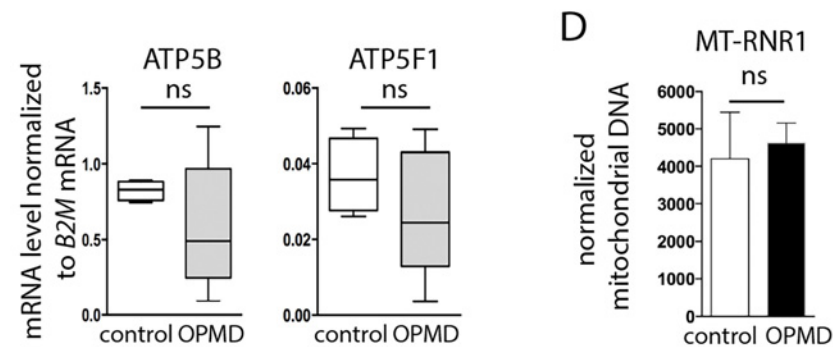 ATP5B
ns
mRNA level normalized
to B2M mRNA
1.5
1.0
0.5
0.0
control OPMD
ATP5F1
ns
0.06
0.04
0.02
0.00
control OPMD
D
MT-RNR1
ns
normalized
mitochondrial DNA
6000
5000
4000
3000
2000
1000
0
control OPMD